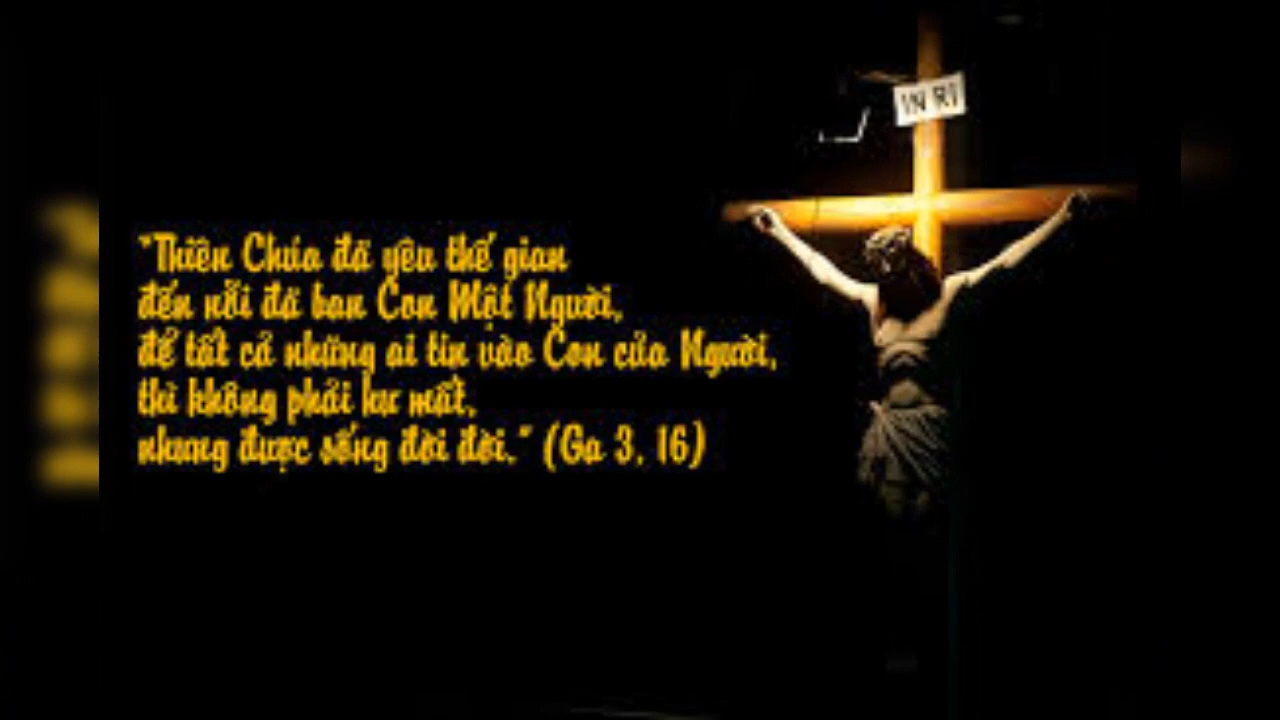 INRI
"Thiên Chúa đã yêu thế gian
đến nỗi đã ban Con Một Người,
để tất cả những ai tin vào Con của Người,
thì không phải hư mất,
nhưng được sống đời đời." (Ga 3, 16)